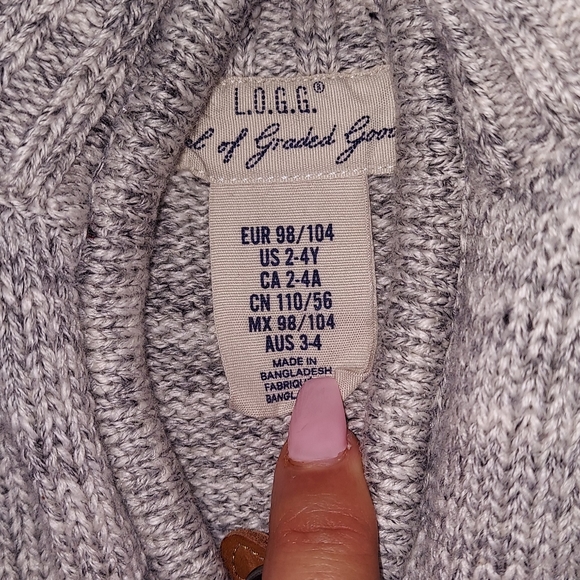 L.O.G.G.®
of Graded
EUR 98/104
US 2-4Y
CA 2-4A
CN 110/56
MX 98/104
AUS 3-4
MADE IN
BANGLADESH